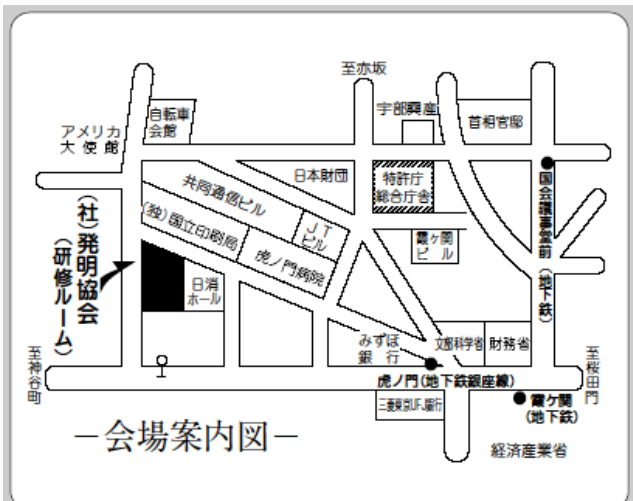 至赤坂
自転車
会館
宇部興産
首相官邸
アメリカ
大使館
日本財団
特許庁
総合庁舎
国会議事堂前(地下鉄)
共同通信ビル
JT
ビル
(独)国立印刷局
虎ノ門病院
霞ヶ関
ビル
(社)発明協会
(研修ルーム)
日消
ホール
みずほ
銀行
文部科学省
財務省
至神谷町
至桜田門
虎ノ門(地下鉄銀座線)
三菱東京UFJ銀行
霞ヶ関
(地下鉄)
経済産業省
−会場案内図−